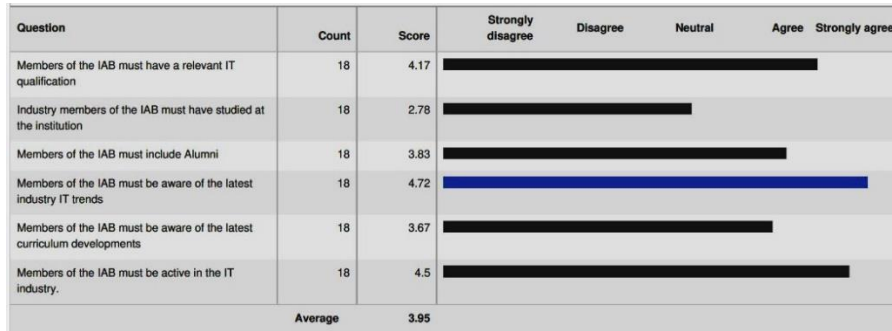 Question Count Score Strongly disagree Disagree Neutral Agree Strongly agree
Members of the IAB must have a relevant IT 18 4.17
qualification
Industry members of the IAB must have studied at 18 2.78
the institution
Members of the IAB must include Alumni 18 3.83
Members of the IAB must be aware of the latest 18 4.72
industry IT trends
Members of the IAB must be aware of the latest 18 3.67
curriculum developments
Members of the IAB must be active in the IT 18 4.5
industry.
Average 3.95